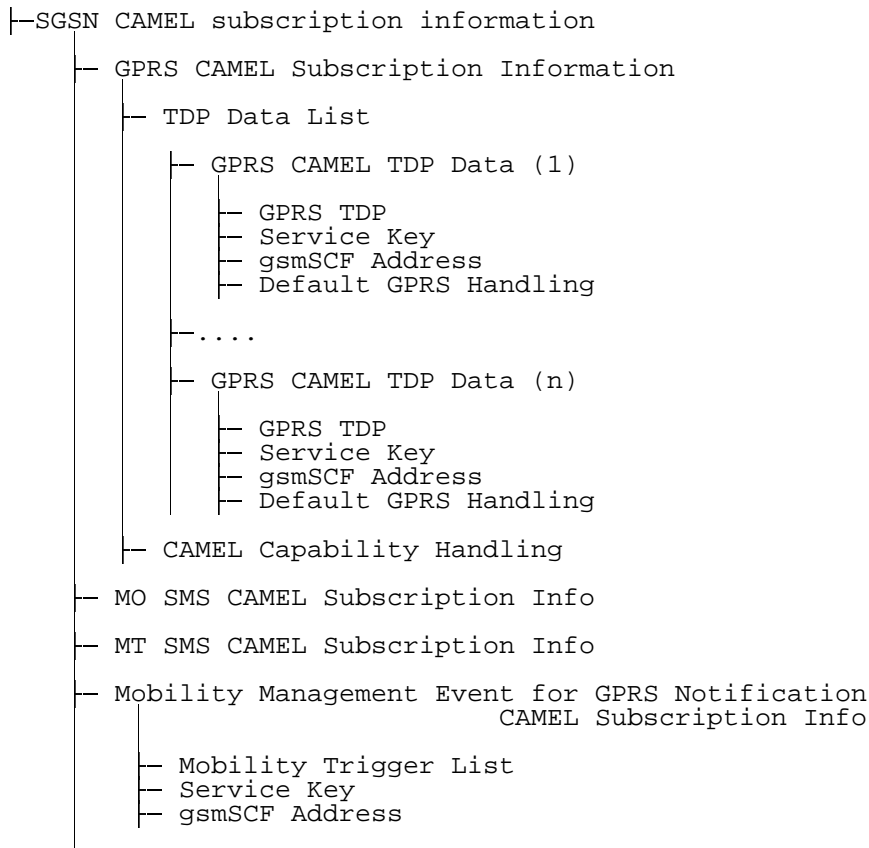 SGSN CAMEL subscription information
GPRS CAMEL Subscription Information
TDP Data List
GPRS CAMEL TDP Data (1)
GPRS TDP
Service Key
gsmSCF Address
Default GPRS Handling
....
GPRS CAMEL TDP Data (n)
GPRS TDP
Service Key
gsmSCF Address
Default GPRS Handling
CAMEL Capability Handling
MO SMS CAMEL Subscription Info
MT SMS CAMEL Subscription Info
Mobility Management Event for GPRS Notification
CAMEL Subscription Info
Mobility Trigger List
Service Key
gsmSCF Address